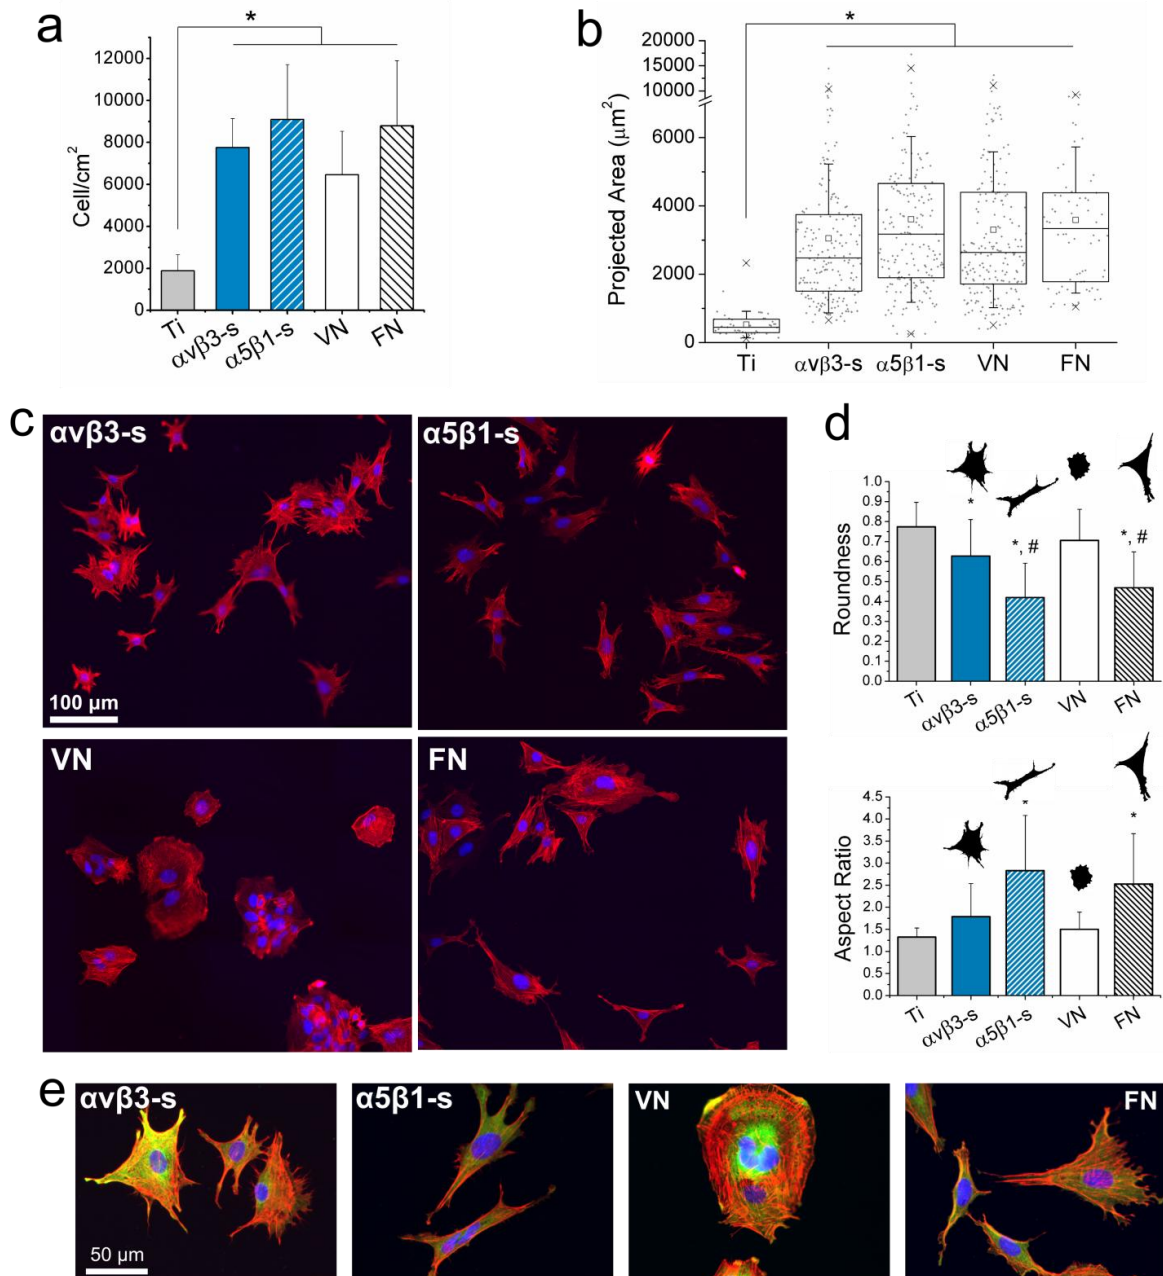 a
*
12000
10000
8000
6000
4000
2000
0
Cell/cm²
Ti
αvβ3-s
α5β1-s
VN
FN
b
*
20000
15000
10000
6000
4000
2000
0
Projected Area (μm²)
Ti αvβ3-s α5β1-s VN FN
c
αvβ3-s
α5β1-s
100 μm
VN
FN
d
1.0
0.9
0.8
0.7
0.6
0.5
0.4
0.3
0.2
0.1
0.0
Roundness
*
*, #
*, #
Ti
αvβ3-s
α5β1-s
VN
FN
4.5
4.0
3.5
3.0
2.5
2.0
1.5
1.0
0.5
0.0
Aspect Ratio
*
*
Ti
αvβ3-s
α5β1-s
VN
FN
e
αvβ3-s
α5β1-s
VN
FN
50 μm